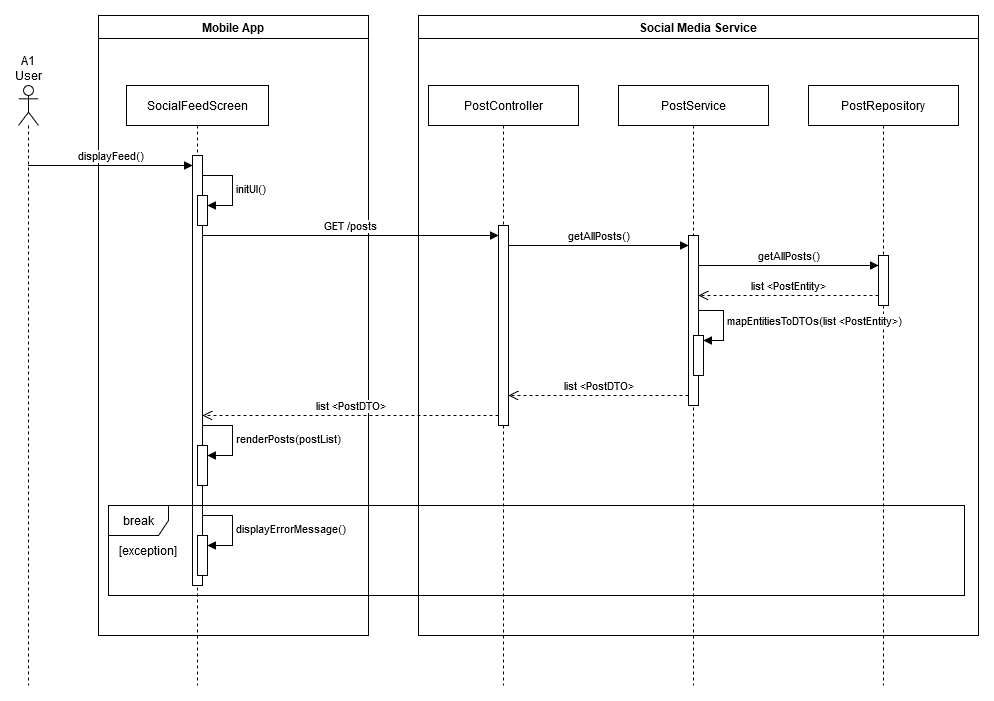 Mobile App
Social Media Service
A1
User
SocialFeedScreen
PostController
PostService
PostRepository
displayFeed()
initUI()
GET /posts
getAllPosts()
getAllPosts()
list <PostEntity>
mapEntitiesToDTOs(list <PostEntity>)
list <PostDTO>
list <PostDTO>
renderPosts(postList)
break
displayErrorMessage()
[exception]